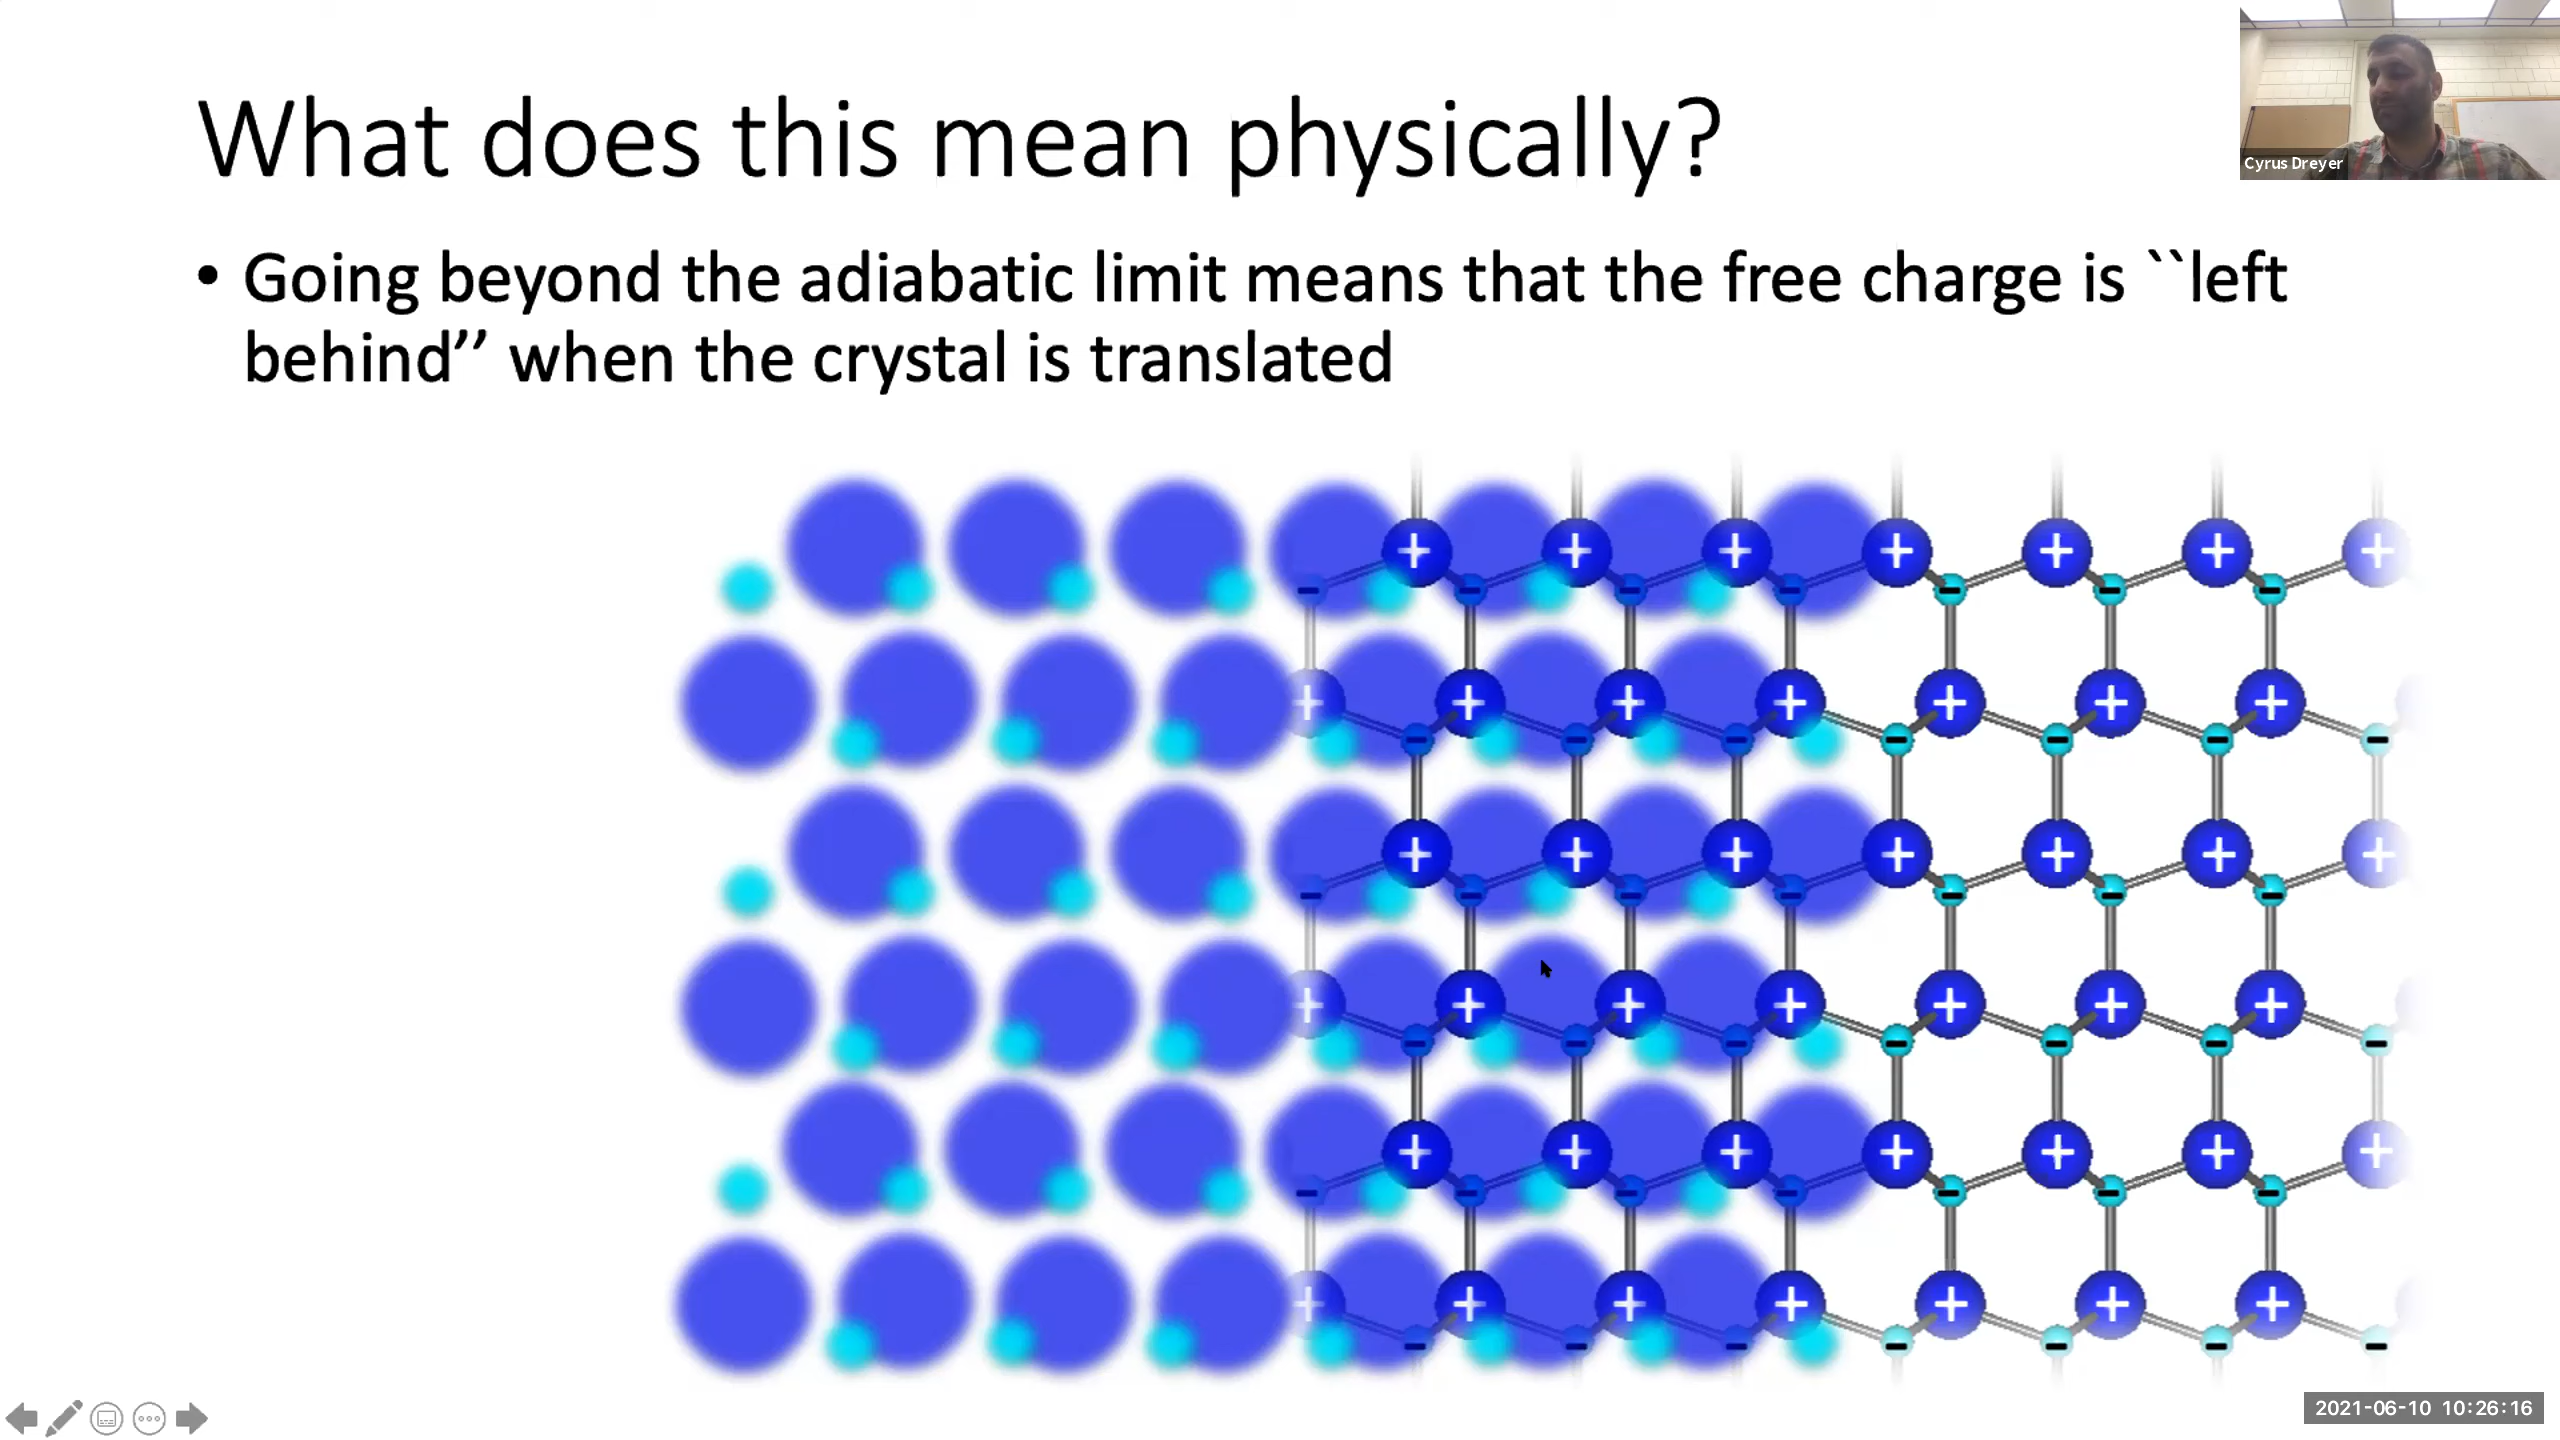 Cyrus Dreyer
What does this mean physically?
• Going beyond the adiabatic limit means that the free charge is ``left
behind’’ when the crystal is translated
+ + + + + + +
- - - - - - -
+ + + + + + +
- - - - - - -
+ + + + + + +
- - - - - - -
+ + + + + + +
- - - - - - -
+ + + + + + +
- - - - - - -
+ + + + + + +
- - - - - - -
2021-06-10 10:26:16